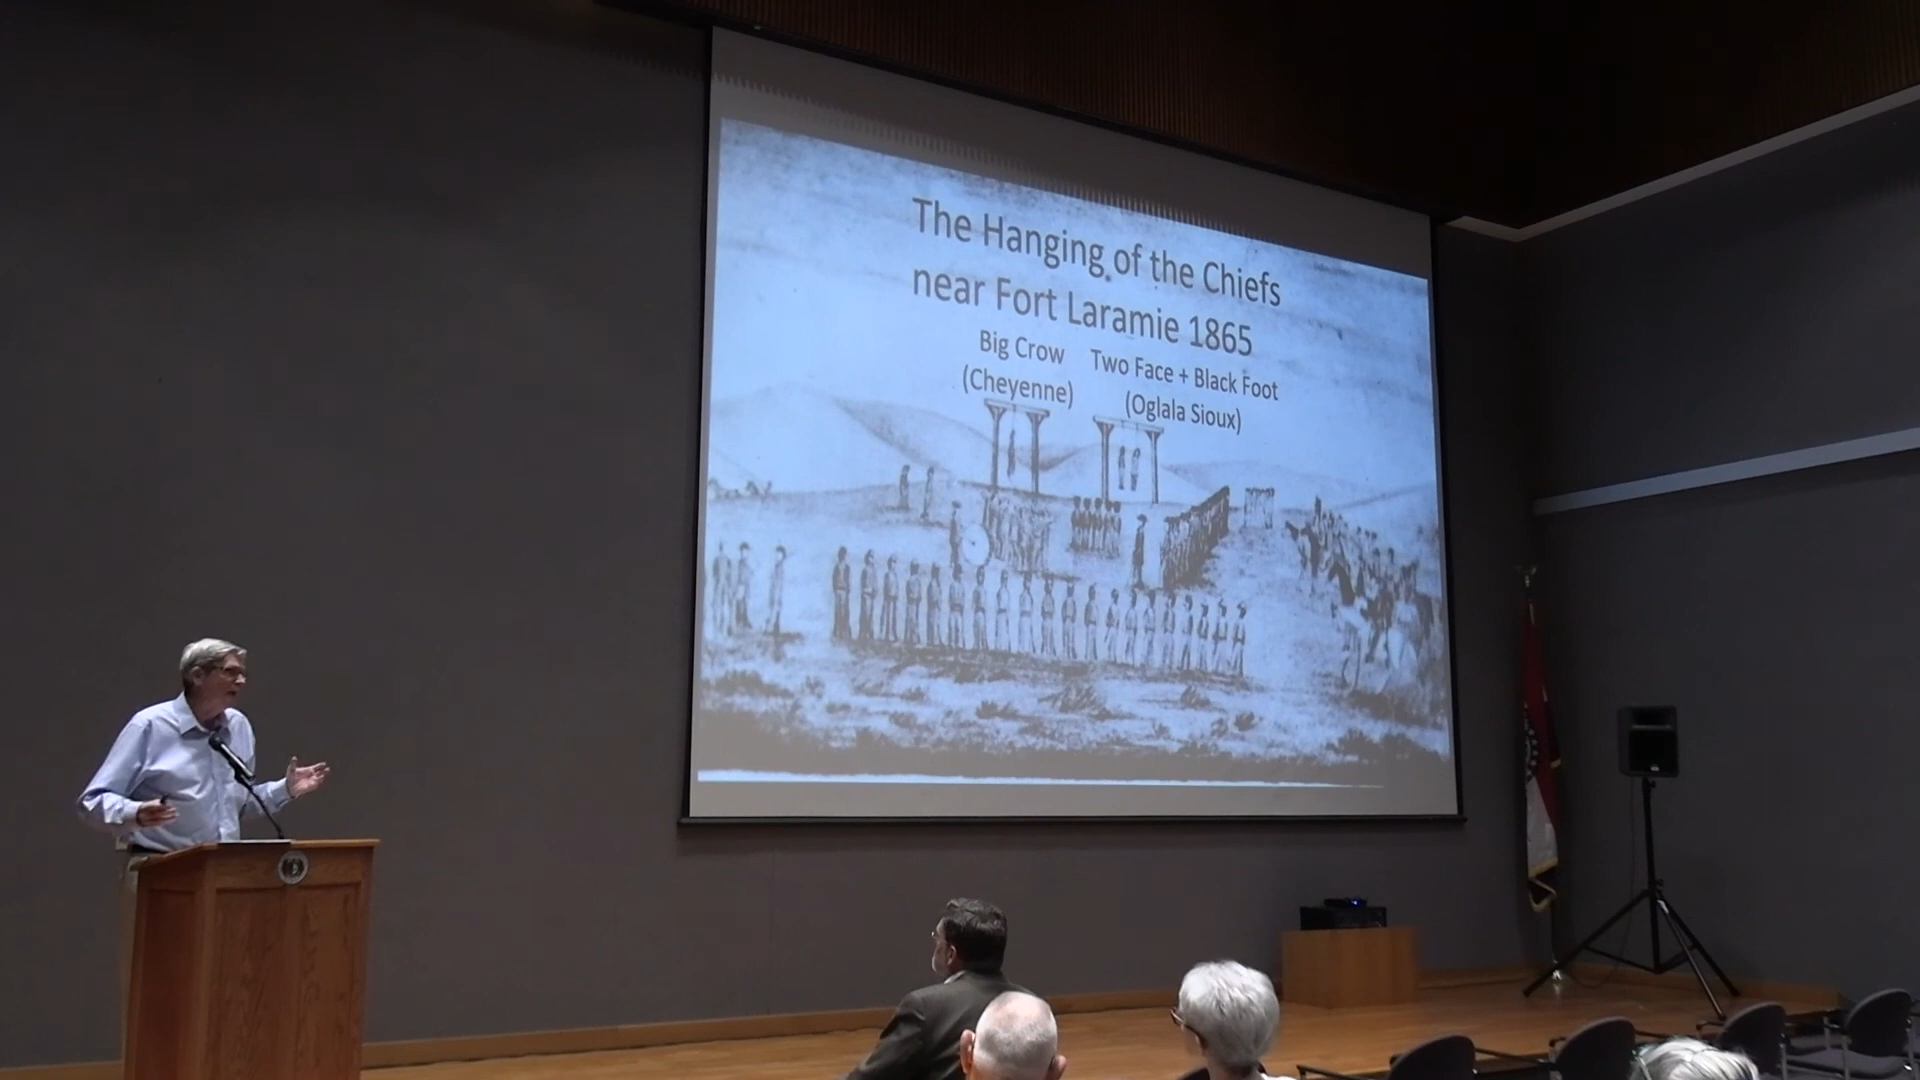 The Hanging of the Chiefs
near Fort Laramie 1865
Big Crow Two Face + Black Foot
(Cheyenne) (Oglala Sioux)